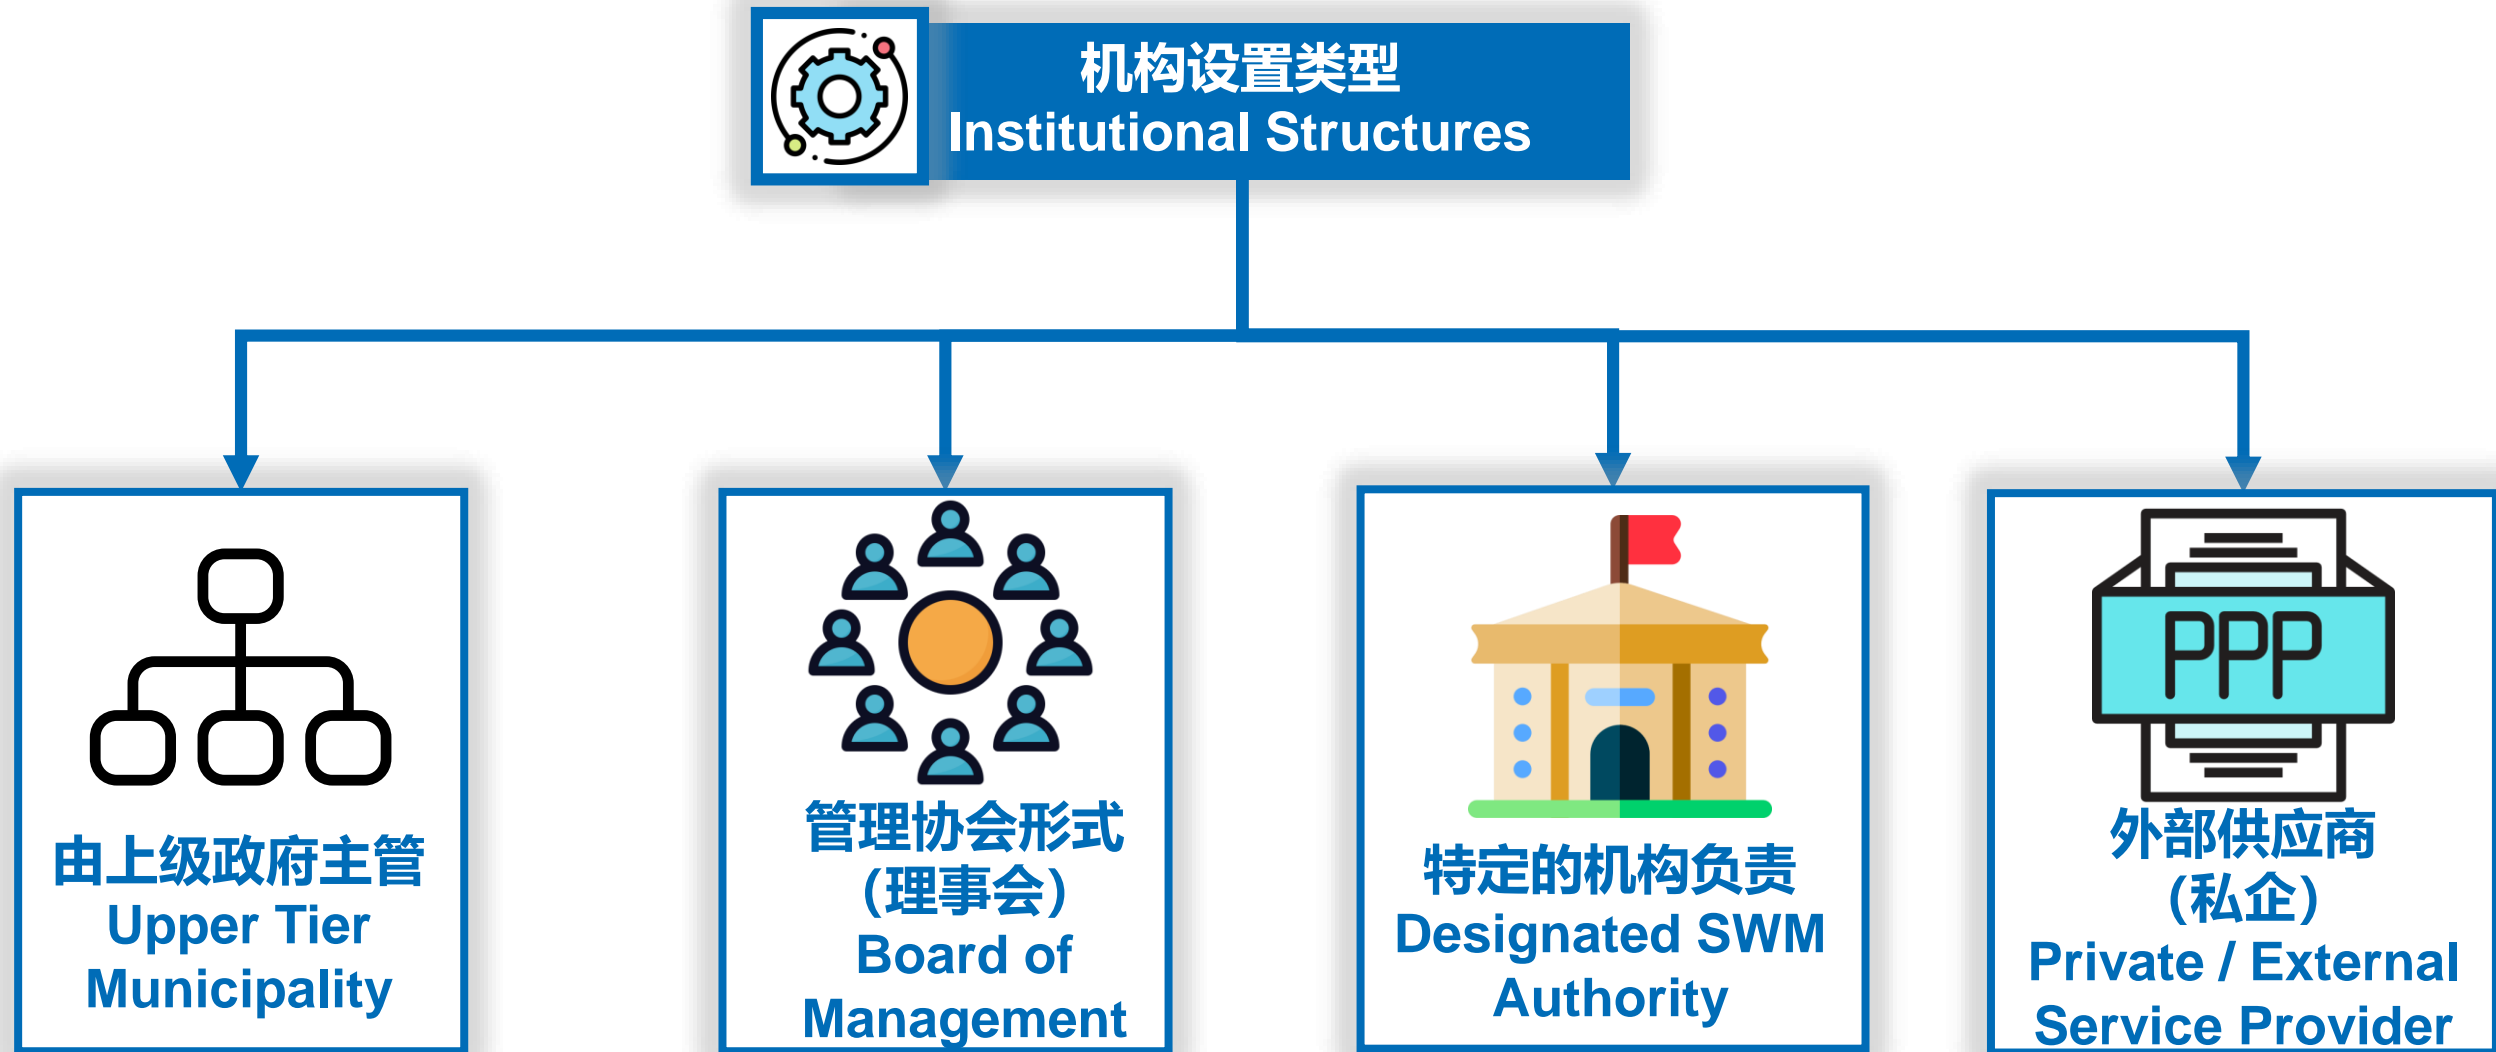 机构设置类型
Institutional Structures
由上级政府主管
Upper Tier
Municipality
管理协会/形式
(理事会)
Board of
Management
特定的机构负责
Designated SWM
Authority
PPP
外部供应商
(私企)
Private / External
Service Provider